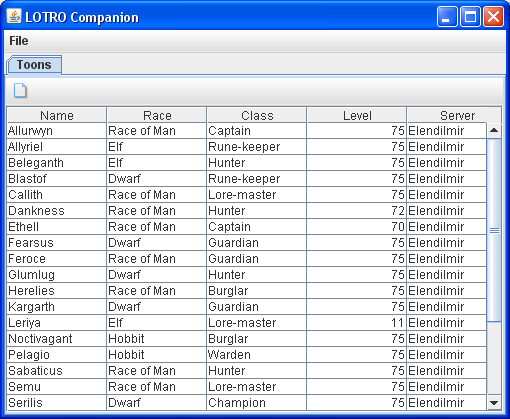 LOTRO Companion
File
Toons
Name Race Class Level Server
Allurwyn Race of Man Captain 75 Elendilmir
Allyriel Elf Rune-keeper 75 Elendilmir
Beleganth Elf Hunter 75 Elendilmir
Blastof Dwarf Rune-keeper 75 Elendilmir
Callith Race of Man Lore-master 75 Elendilmir
Dankness Race of Man Hunter 72 Elendilmir
Ethell Race of Man Captain 70 Elendilmir
Fearsus Dwarf Guardian 75 Elendilmir
Feroce Race of Man Guardian 75 Elendilmir
Glumlug Dwarf Hunter 75 Elendilmir
Herelies Race of Man Burglar 75 Elendilmir
Kargarth Dwarf Guardian 75 Elendilmir
Leriya Elf Lore-master 11 Elendilmir
Noctivagant Hobbit Burglar 75 Elendilmir
Pelagio Hobbit Warden 75 Elendilmir
Sabaticus Race of Man Hunter 75 Elendilmir
Semu Race of Man Lore-master 75 Elendilmir
Serilis Dwarf Champion 75 Elendilmir